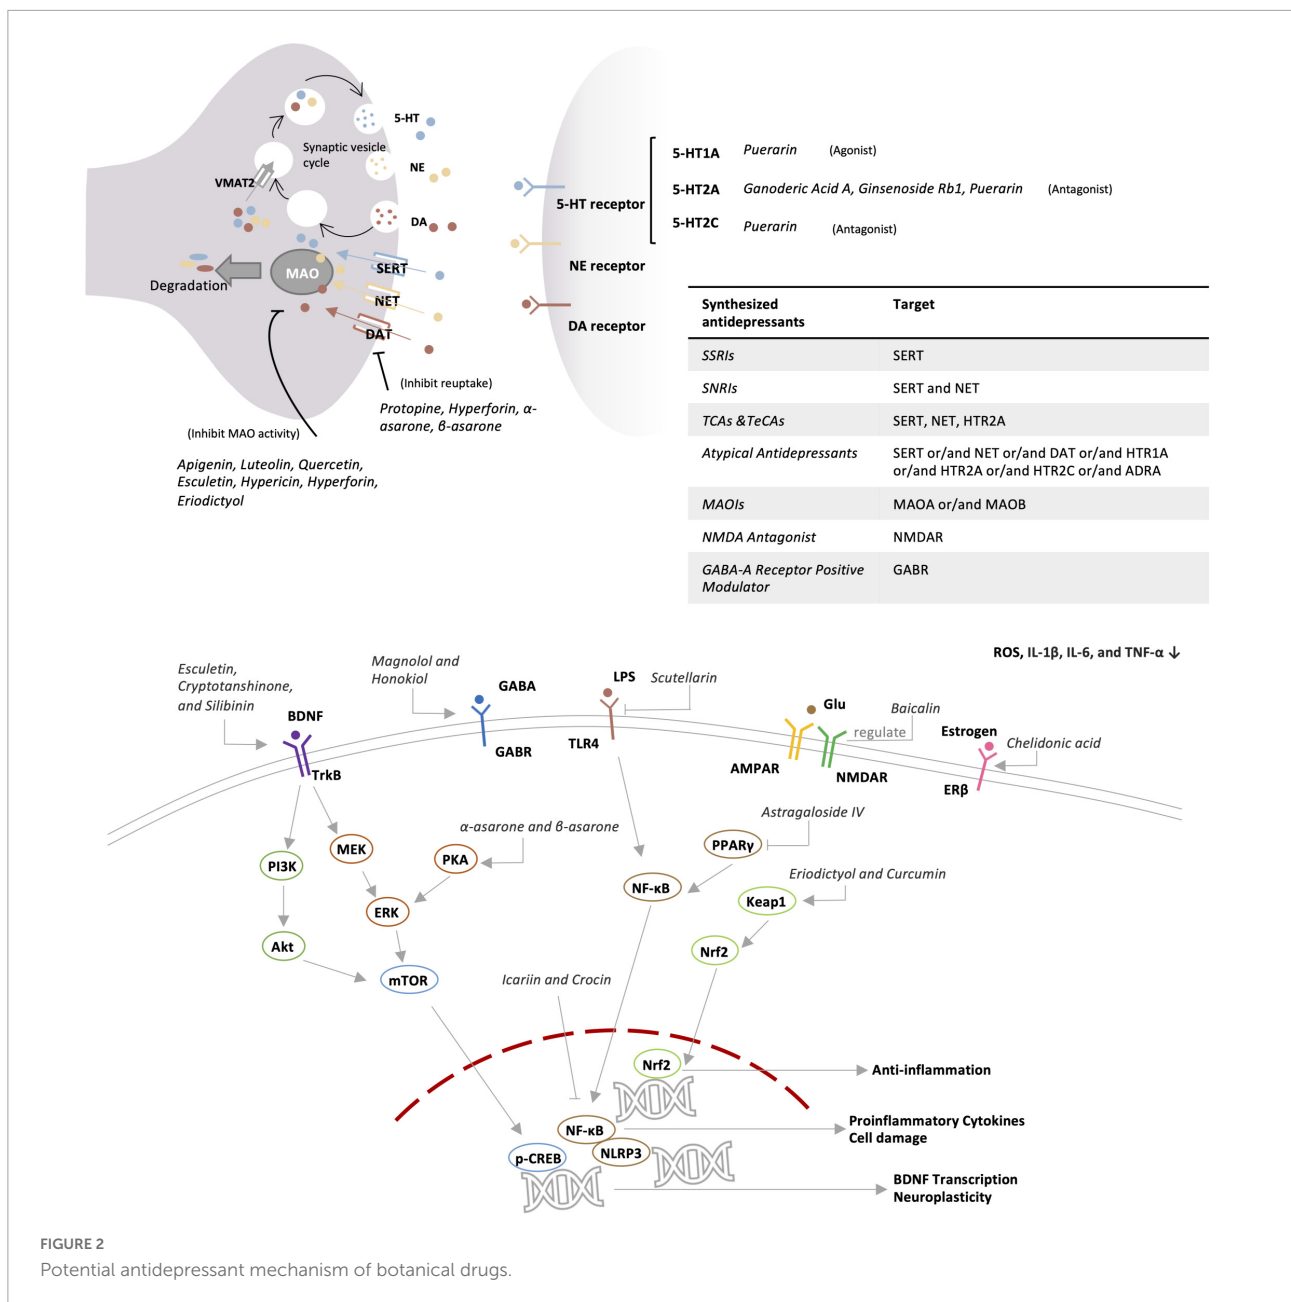 5-HT
Synaptic vesicle
cycle
NE
VMAT2
DA
MAO
SERT
Degradation
NET
DAT
(Inhibit reuptake)
Protopine, Hyperforin, α-
asarone, β-asarone
(Inhibit MAO activity)
Apigenin, Luteolin, Quercetin,
Esculetin, Hypericin, Hyperforin,
Eriodictyol
5-HT receptor
NE receptor
DA receptor
5-HT1A Puerarin (Agonist)
5-HT2A Ganoderic Acid A, Ginsenoside Rb1, Puerarin (Antagonist)
5-HT2C Puerarin (Antagonist)
Synthesized Target
antidepressants
SSRIs SERT
SNRIs SERT and NET
TCAs &TeCAs SERT, NET, HTR2A
Atypical Antidepressants SERT or/and NET or/and DAT or/and HTR1A
or/and HTR2A or/and HTR2C or/and ADRA
MAOIs MAOA or/and MAOB
NMDA Antagonist NMDAR
GABA-A Receptor Positive GABR
Modulator
ROS, IL-1β, IL-6, and TNF-α ↓
Esculetin,
Cryptotanshinone,
and Silibinin
BDNF
TrkB
Magnolol and
Honokiol
GABA
GABR
LPS
Scutellarin
TLR4
Glu
Baicalin
regulate
AMPAR
NMDAR
Estrogen
Chelidonic acid
ERβ
α-asarone and β-asarone
Astragaloside IV
MEK
PKA
PPARγ
PI3K
Eriodictyol and Curcumin
NF-κB
Keap1
ERK
Akt
Nrf2
mTOR
Icariin and Crocin
Nrf2
Anti-inflammation
NF-κB
Proinflammatory Cytokines
Cell damage
NLRP3
p-CREB
BDNF Transcription
Neuroplasticity
FIGURE 2
Potential antidepressant mechanism of botanical drugs.